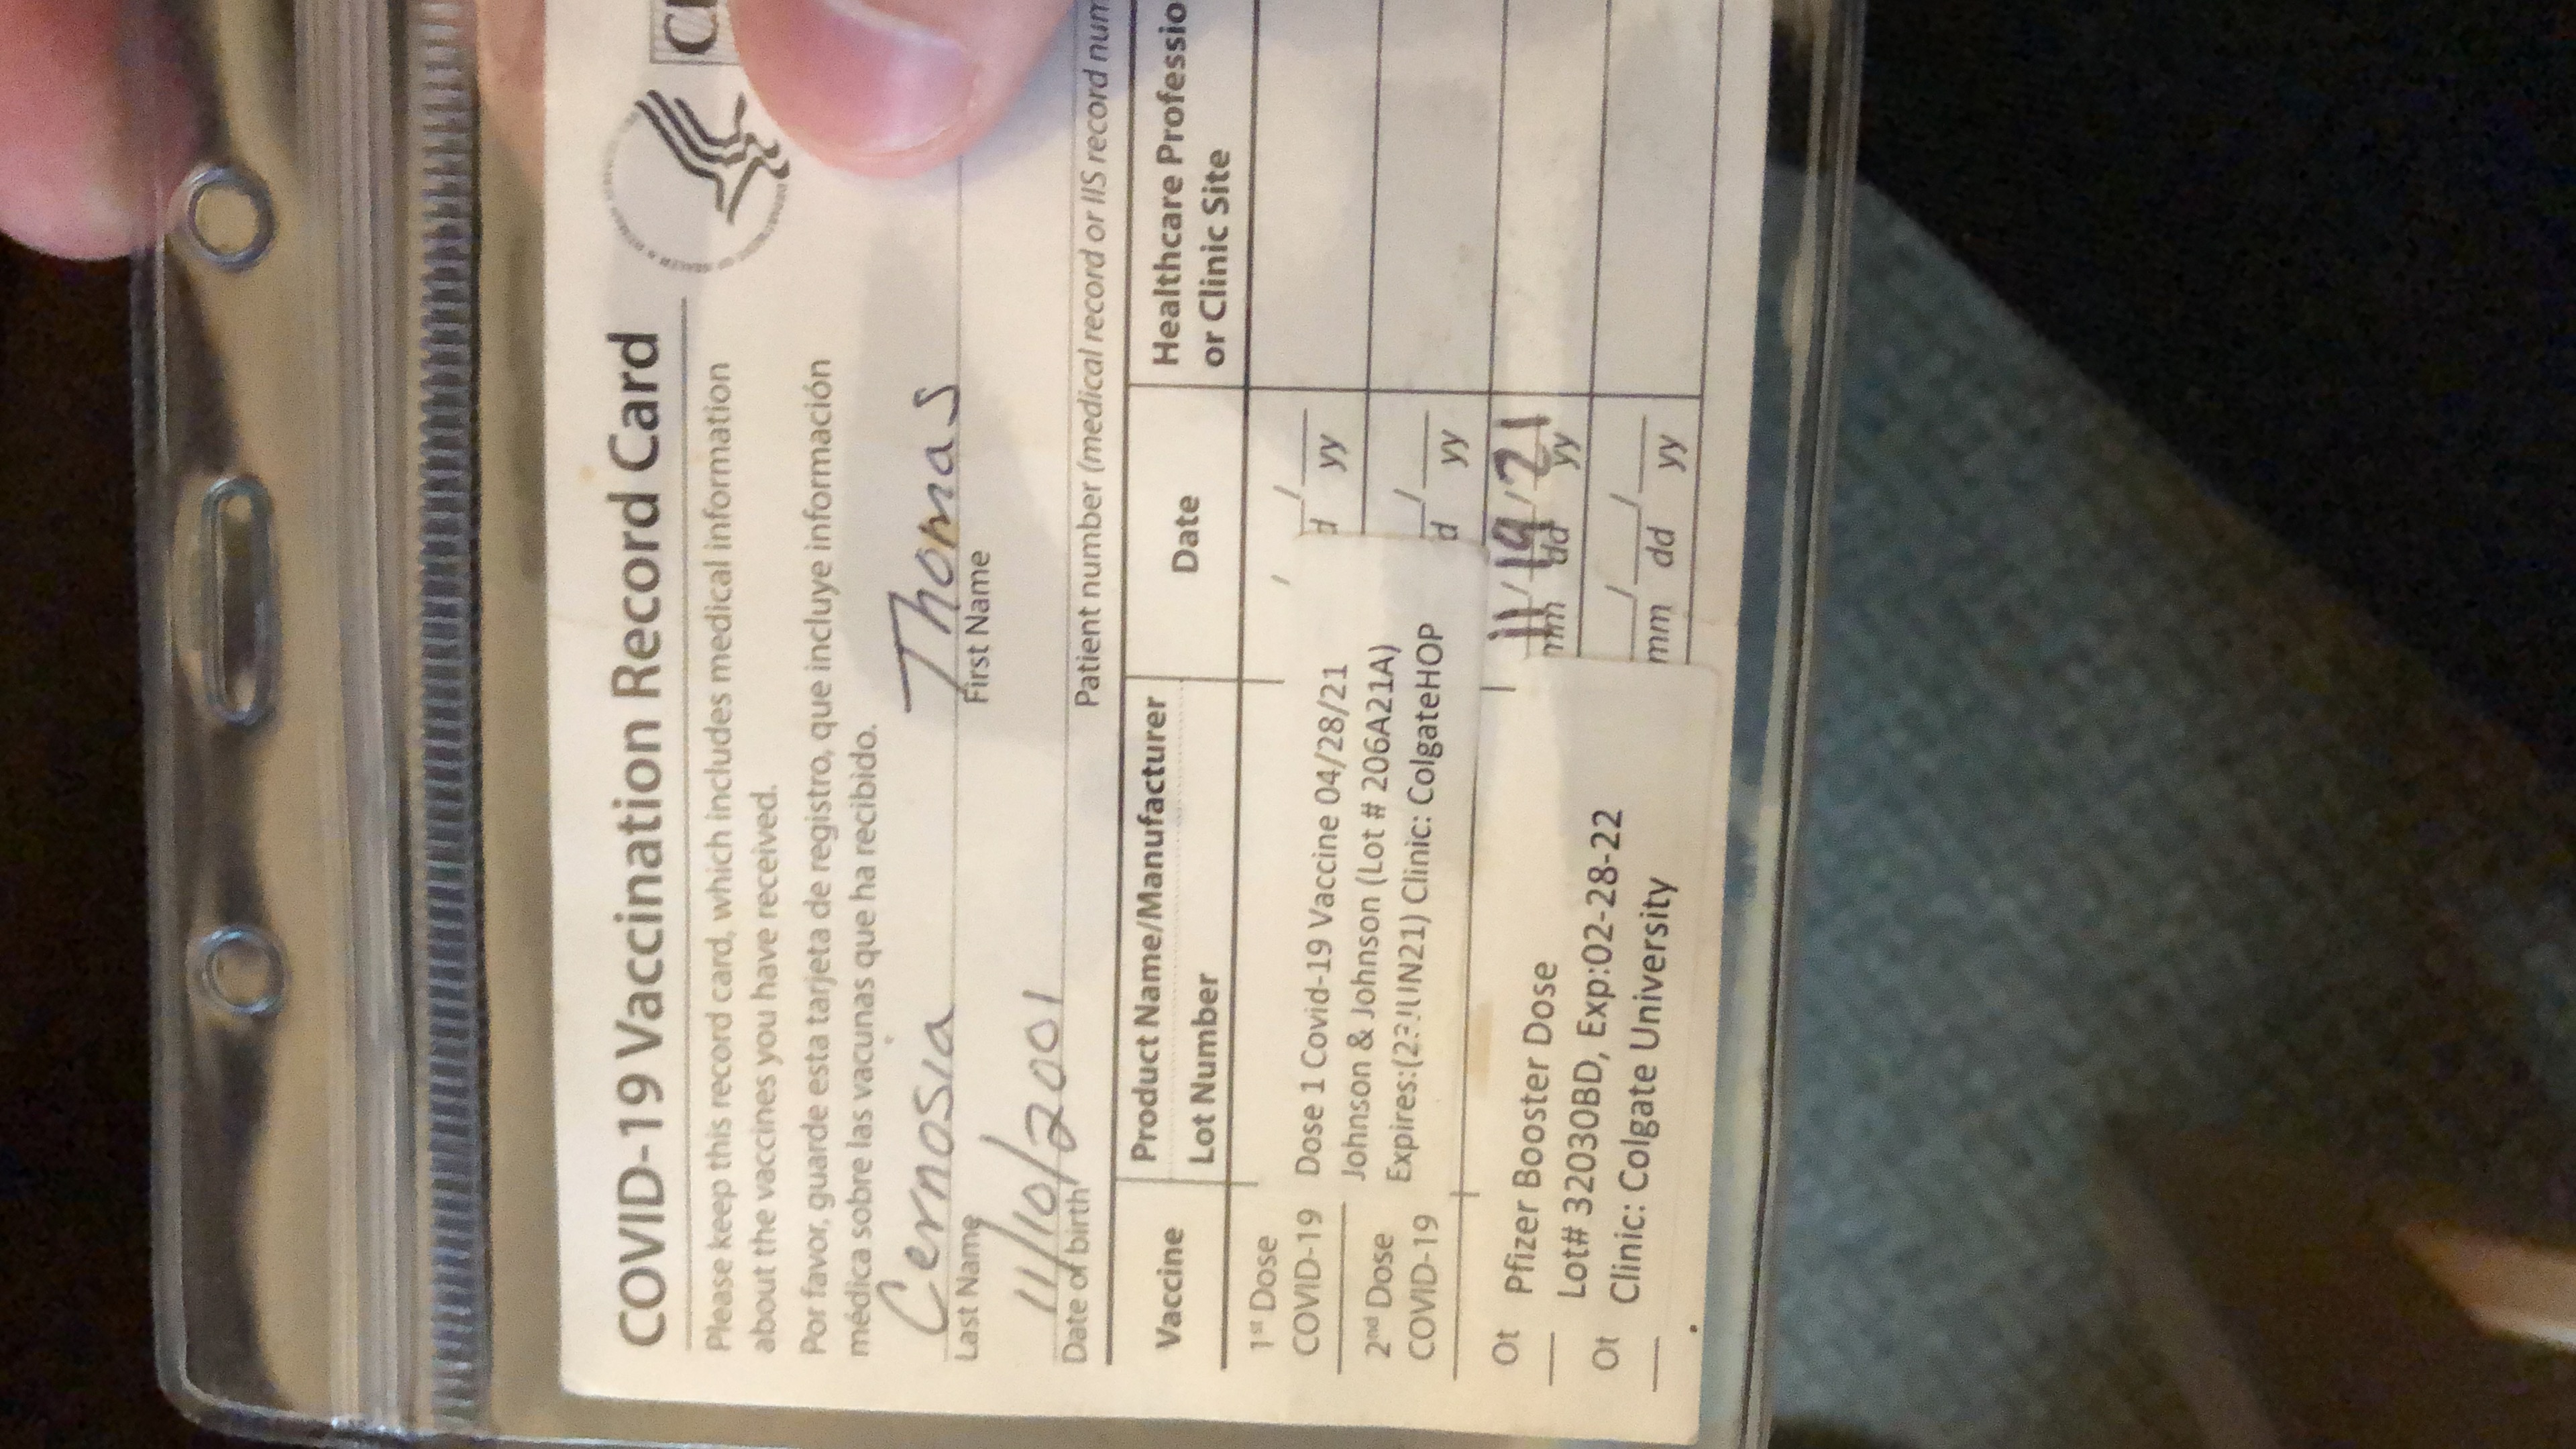 COVID-19 Vaccination Record Card
Please keep this record card, which includes medical information
about the vaccines you have received.
Por favor, guarde esta tarjeta de registro, que incluye información
médica sobre las vacunas que ha recibido.
Cernosia Thomas
Last Name First Name
11/10/2001
Date of birth Patient number (medical record or IIS record num
Vaccine Product Name/Manufacturer Date Healthcare Professio
Lot Number or Clinic Site
1st Dose
COVID-19 Dose 1 Covid-19 Vaccine 04/28/21 d yy
Johnson & Johnson (Lot # 206A21A)
2nd Dose
COVID-19 Expires: Clinic: ColgateHOP d yy
Ot Pfizer Booster Dose 11/19/21
mm dd yy
Lot# 32030BD, Exp:02-28-22
Ot Clinic: Colgate University mm dd yy